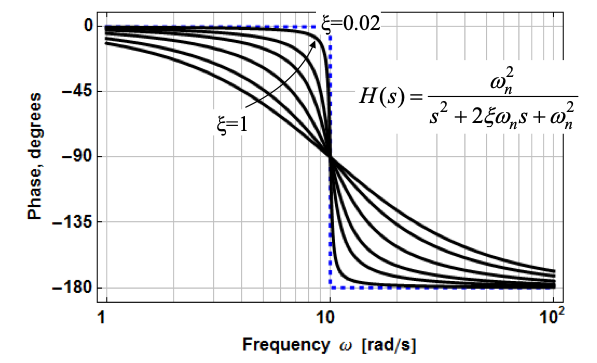 ξ=0.02
0
-45
H(s) = ω_n^2 / (s^2 + 2ξω_n s + ω_n^2)
ξ=1
-90
-135
-180
Phase, degrees
1 10 10^2
Frequency ω [rad/s]